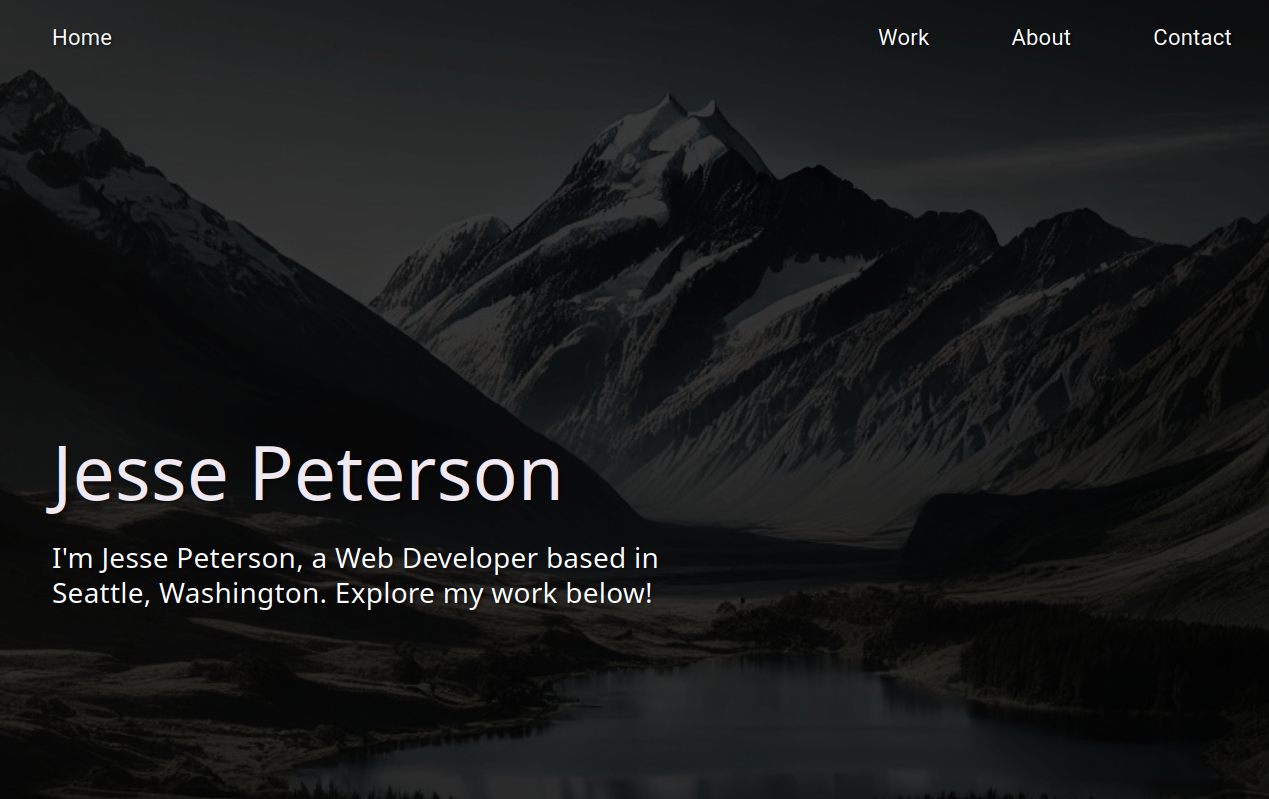 Home
Work
About
Contact
Jesse Peterson
I'm Jesse Peterson, a Web Developer based in
Seattle, Washington. Explore my work below!